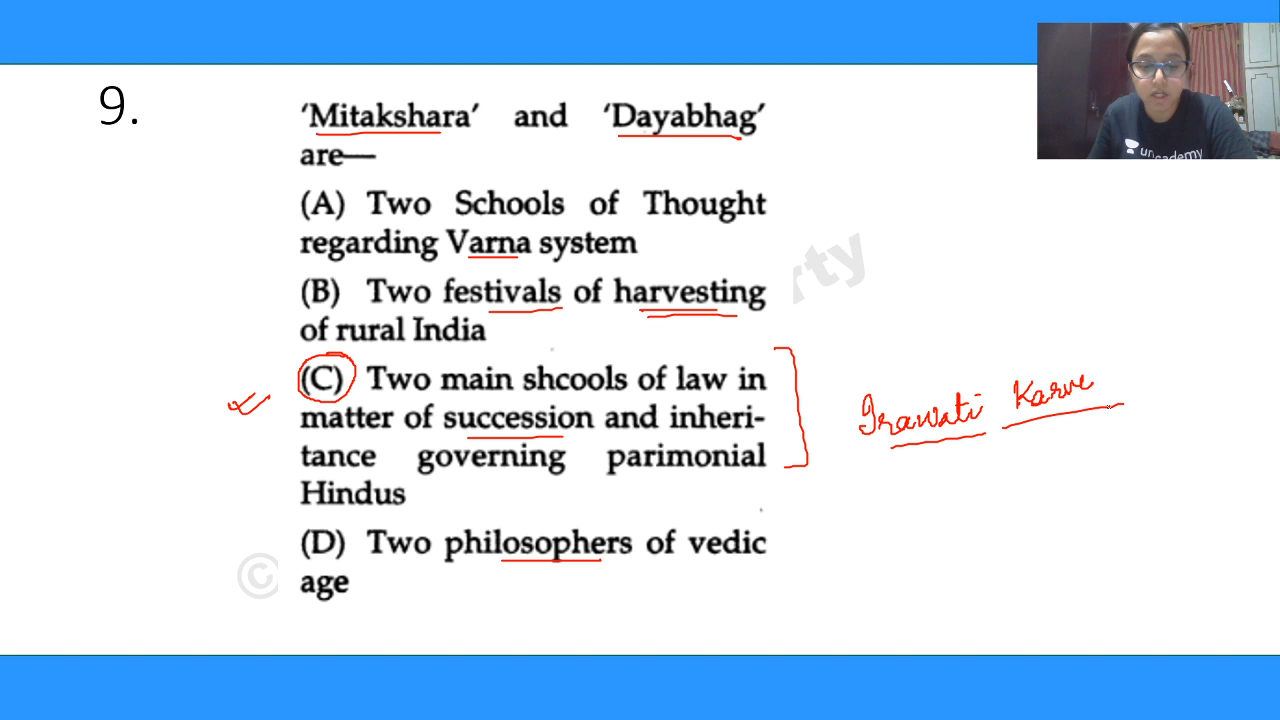 9.
'Mitakshara' and 'Dayabhag'
are—
(A) Two Schools of Thought
regarding Varna system
(B) Two festivals of harvesting
of rural India
(C) Two main shcools of law in
matter of succession and inheri-
tance governing parimonial
Hindus
(D) Two philosophers of vedic
age
Irawati Karve
rty
©
unacademy